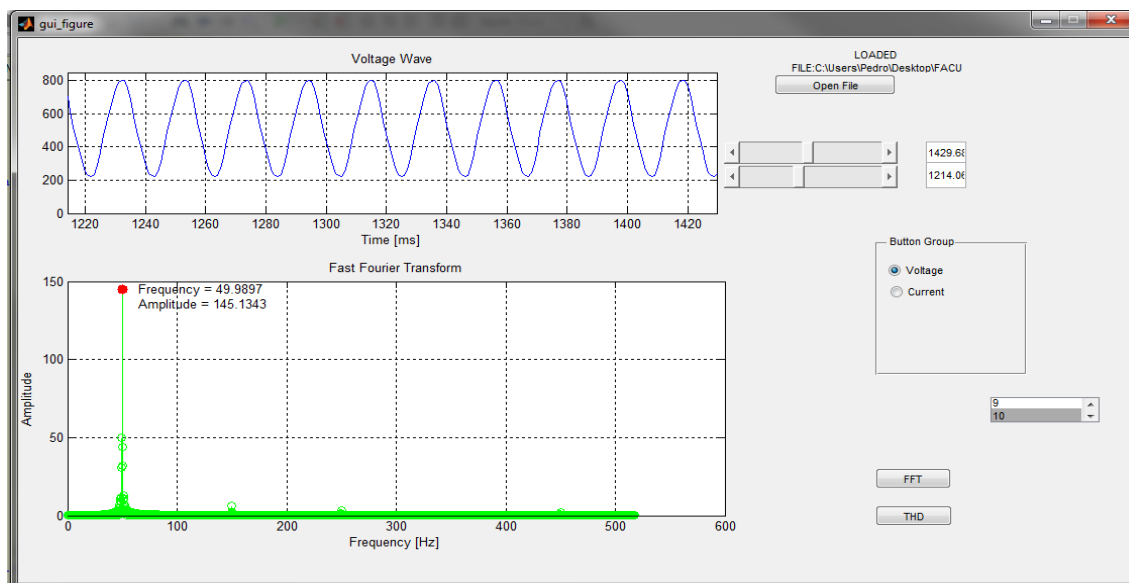 gui_figure
Voltage Wave
800
600
400
200
0
1220 1240 1260 1280 1300 1320 1340 1360 1380 1400 1420
Time [ms]
LOADED
FILE:C:\Users\Pedro\Desktop\FACU
Open File
1429.68
1214.06
Fast Fourier Transform
150
100
50
0
Frequency = 49.9897
Amplitude = 145.1343
Amplitude
0 100 200 300 400 500 600
Frequency [Hz]
Button Group
Voltage
Current
9
10
FFT
THD